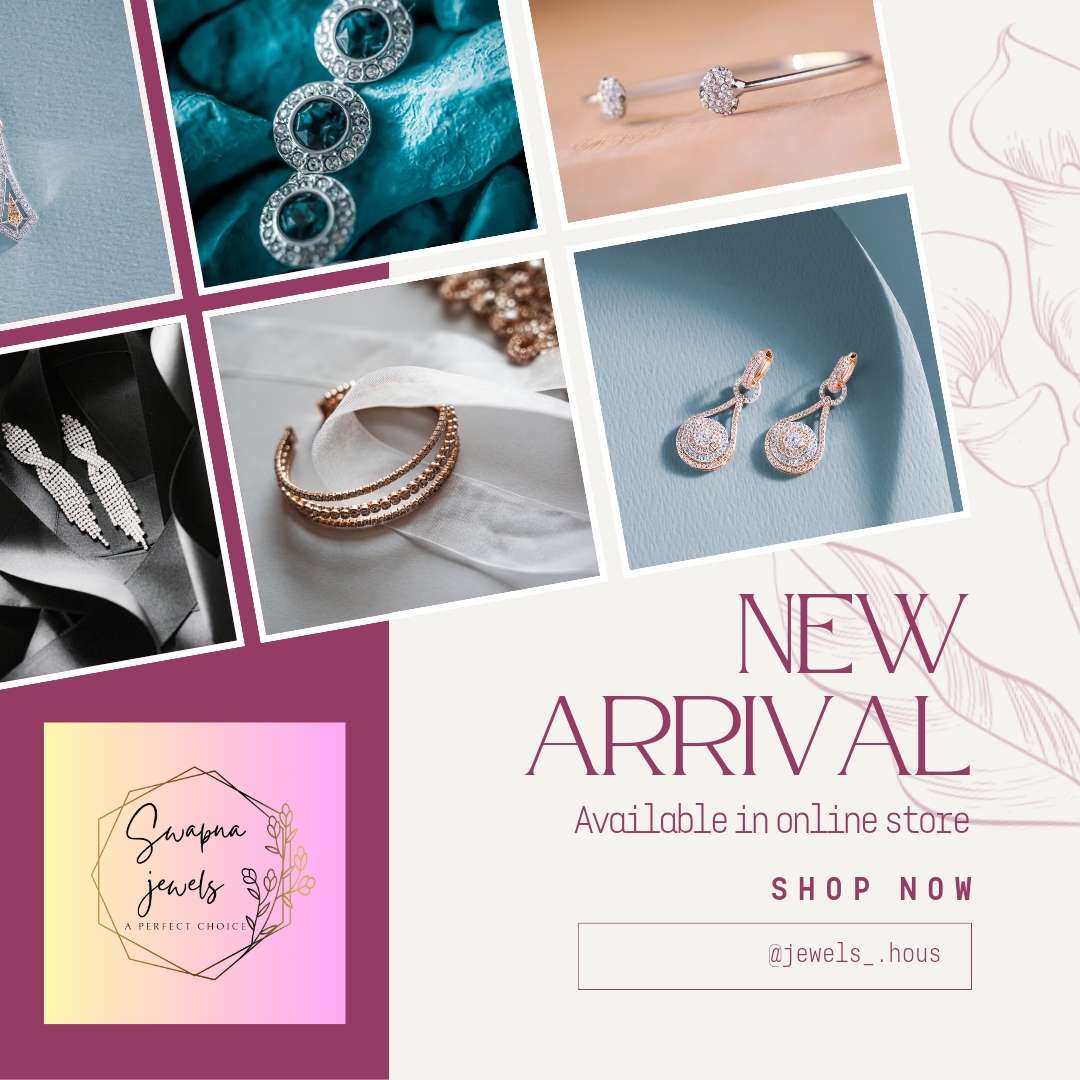 NEW
ARRIVAL
Available in online store
SHOP NOW
@jewels_.hous
Swapna
jewels
A PERFECT CHOICE